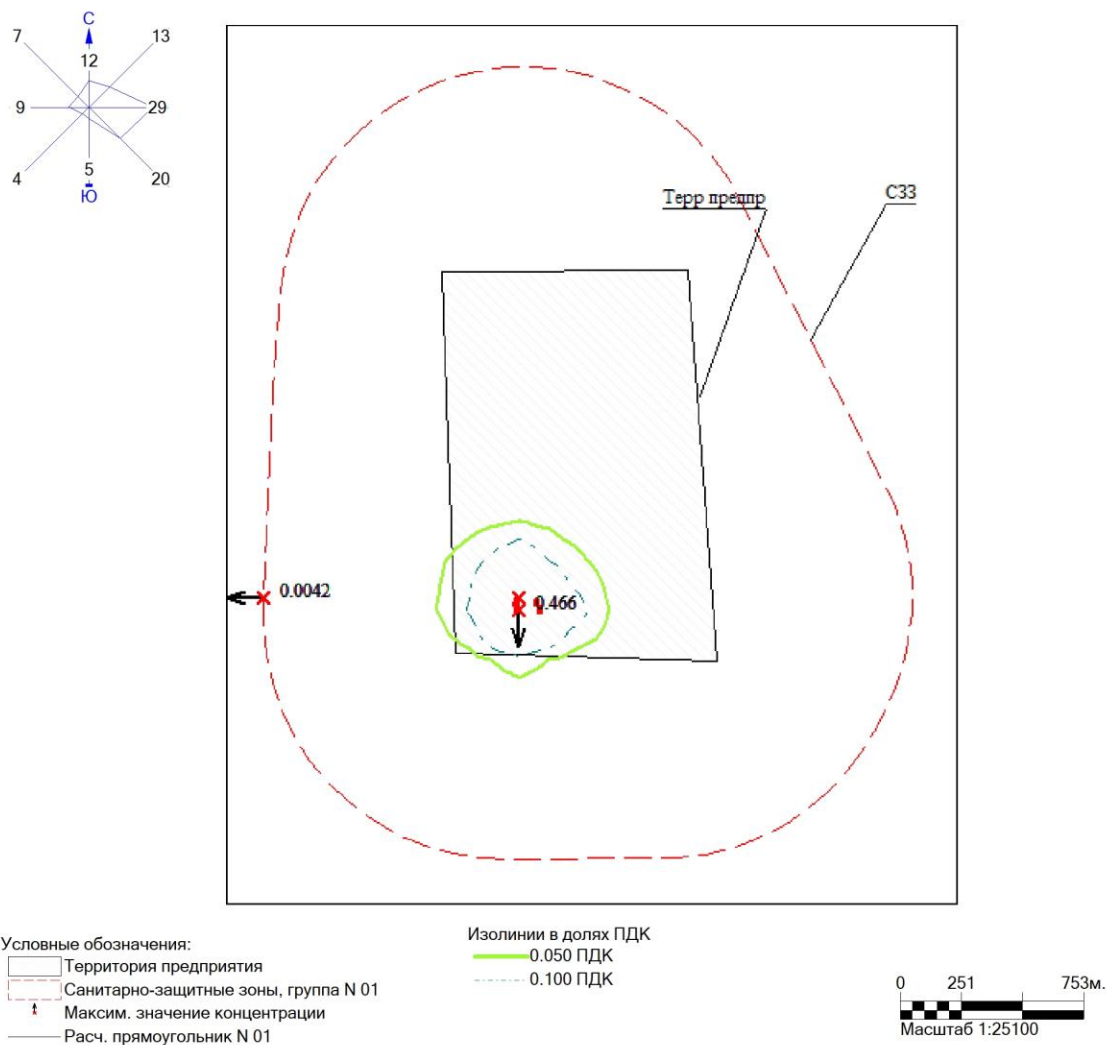 С
7
13
12
9
29
4
5
20
Ю
Терр предпр
СЗЗ
0.0042
0.466
Условные обозначения:
Территория предприятия
Санитарно-защитные зоны, группа N 01
Максим. значение концентрации
Расч. прямоугольник N 01
Изолинии в долях ПДК
0.050 ПДК
0.100 ПДК
0 251 753м.
Масштаб 1:25100